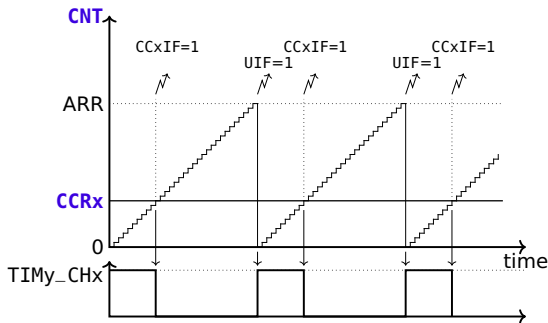 CNT
CCxIF=1 CCxIF=1 CCxIF=1
UIF=1 UIF=1
ARR
CCRx
0
time
TIMy_CHx